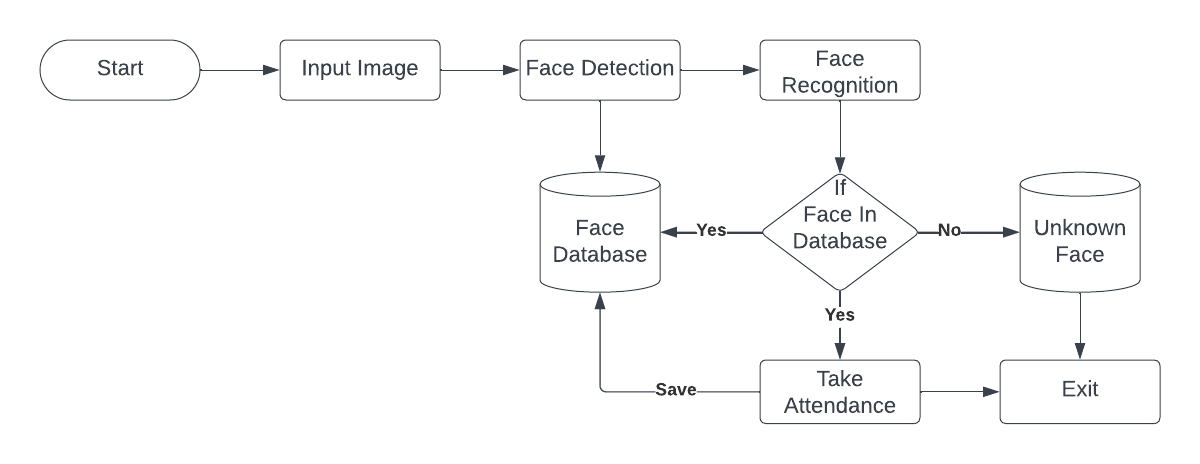 Start
Input Image
Face Detection
Face
Recognition
If
Face In
Database
Yes
No
Face
Database
Unknown
Face
Yes
Take
Attendance
Save
Exit